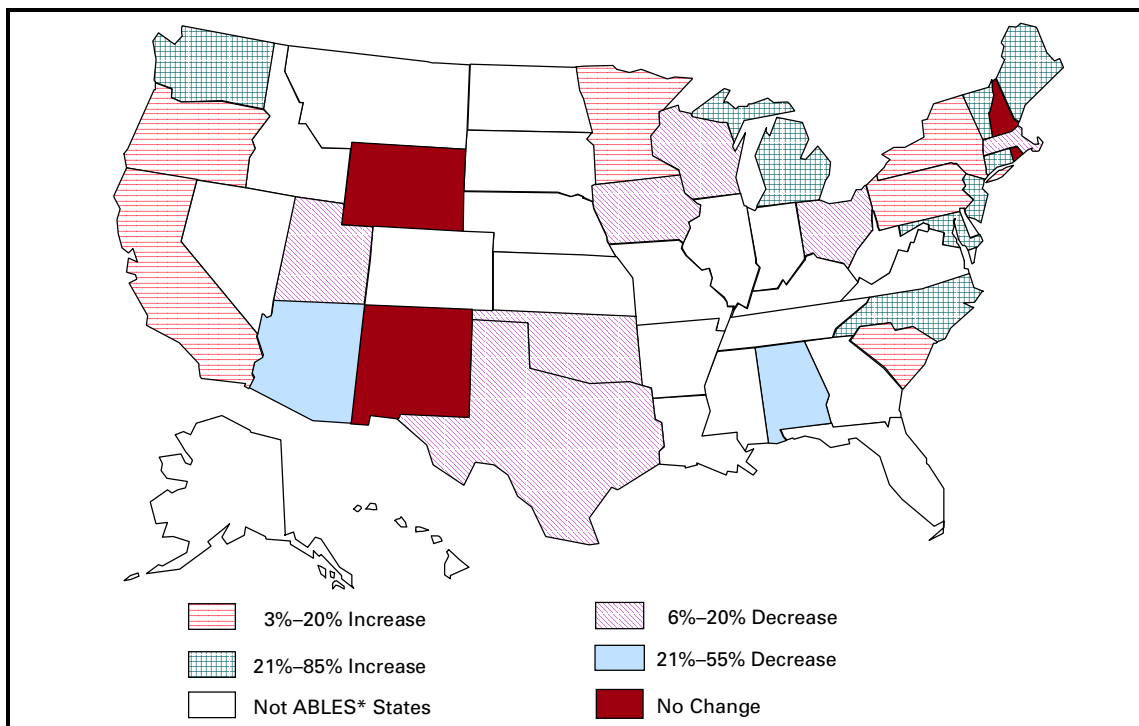 3%–20% Increase
21%–85% Increase
Not ABLES* States
6%–20% Decrease
21%–55% Decrease
No Change